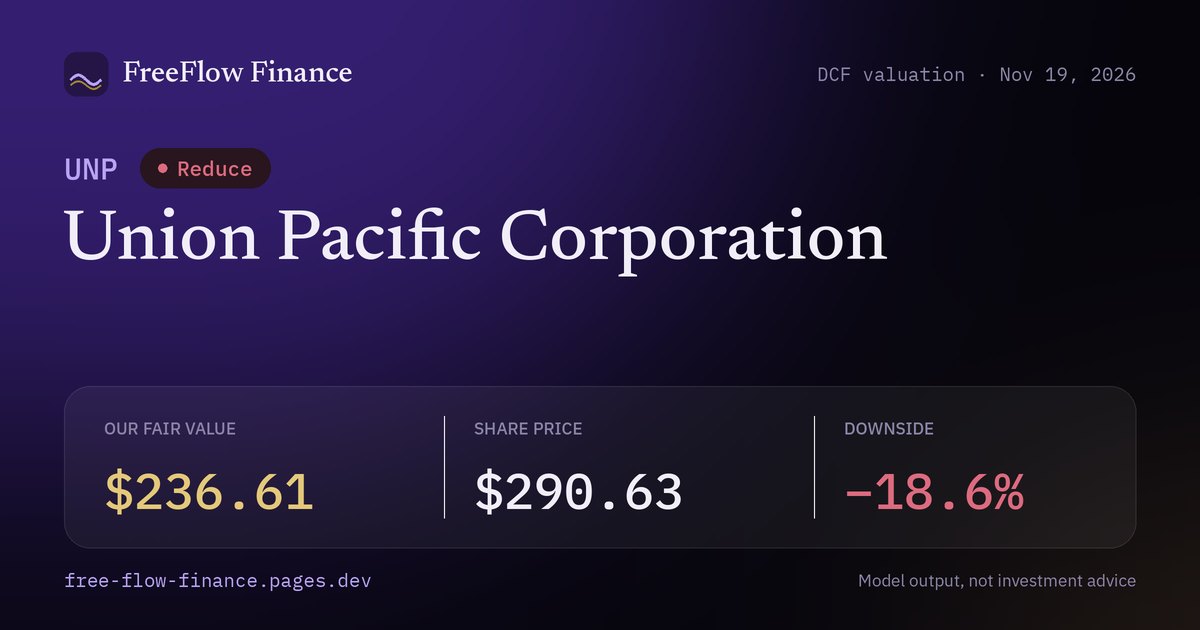 FreeFlow Finance
DCF valuation · Nov 19, 2026
UNP
Reduce
Union Pacific Corporation
OUR FAIR VALUE
$236.61
SHARE PRICE
$290.63
DOWNSIDE
−18.6%
free-flow-finance.pages.dev
Model output, not investment advice